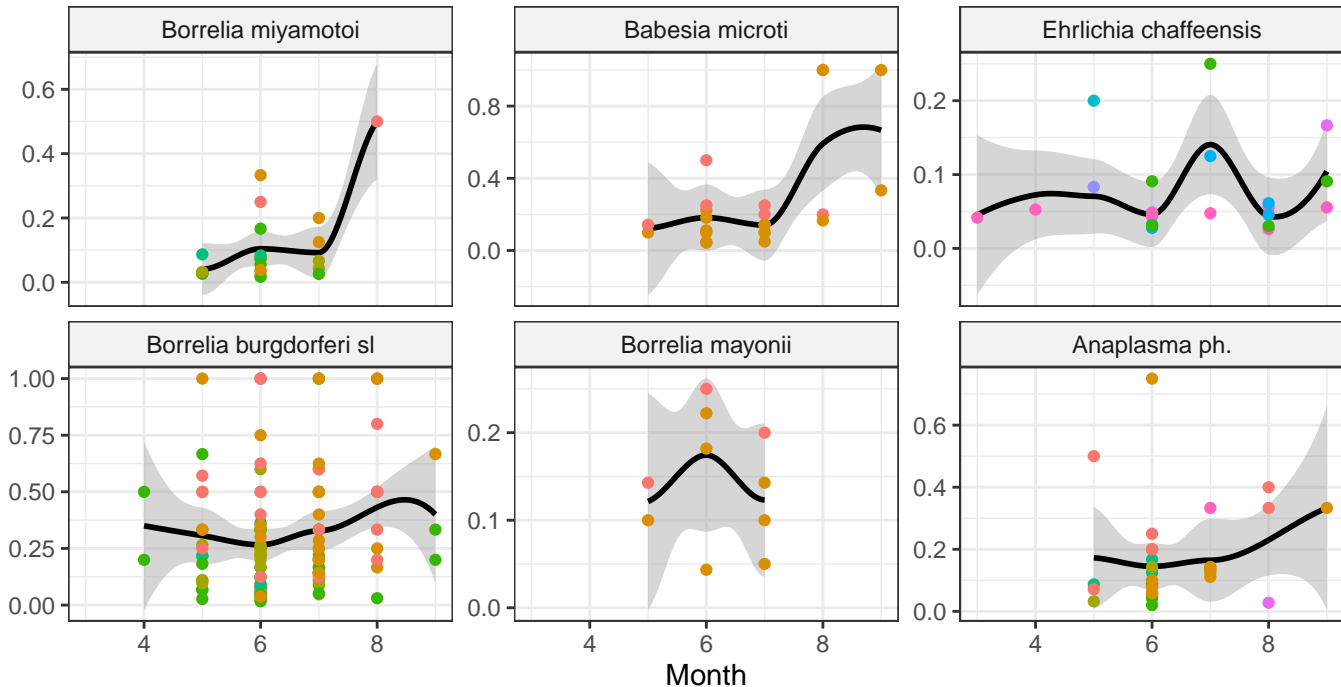 Borrelia miyamotoi
Babesia microti
Ehrlichia chaffeensis
0.6
0.4
0.2
0.0
0.8
0.4
0.0
0.2
0.1
0.0
Borrelia burgdorferi sl
Borrelia mayonii
Anaplasma ph.
1.00
0.75
0.50
0.25
0.00
0.2
0.1
0.0
0.6
0.4
0.2
0.0
4 6 8
4 6 8
4 6 8
Month